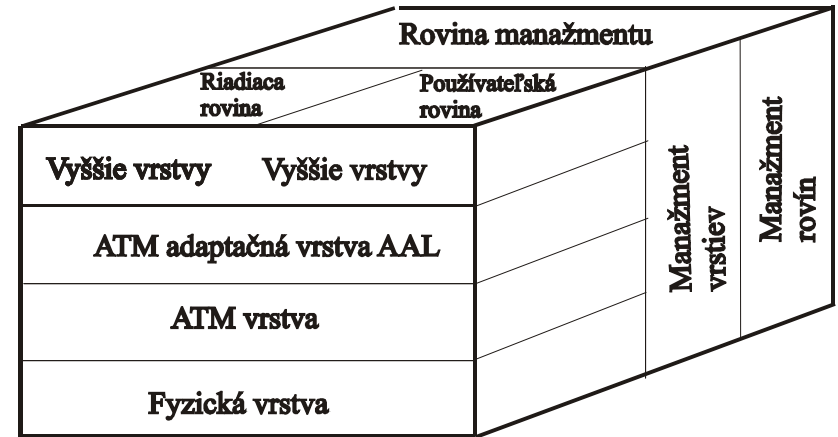 Rovina manažmentu
Riadiaca
rovina
Používateľská
rovina
Vyššie vrstvy
Vyššie vrstvy
ATM adaptačná vrstva AAL
ATM vrstva
Fyzická vrstva
Manažment
vrstiev
Manažment
rovín